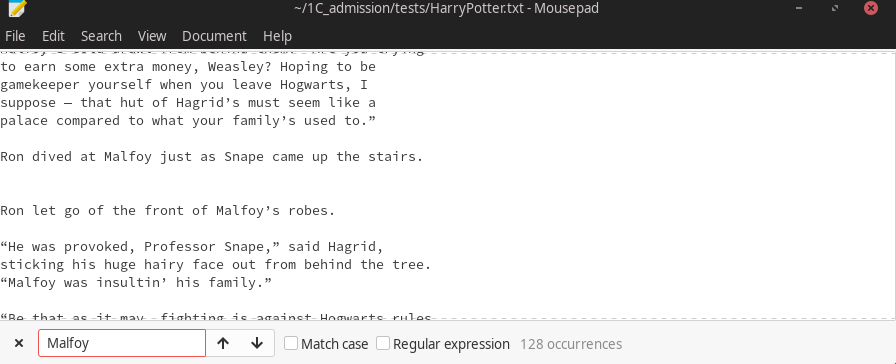 ~/1C_admission/tests/HarryPotter.txt - Mousepad
File Edit Search View Document Help
to earn some extra money, Weasley? Hoping to be
gamekeeper yourself when you leave Hogwarts, I
suppose — that hut of Hagrid’s must seem like a
palace compared to what your family’s used to.”
Ron dived at Malfoy just as Snape came up the stairs.
Ron let go of the front of Malfoy’s robes.
“He was provoked, Professor Snape,” said Hagrid,
sticking his huge hairy face out from behind the tree.
“Malfoy was insultin’ his family.”
“Be that as it may, fighting is against Hogwarts rules
Malfoy Match case Regular expression 128 occurrences